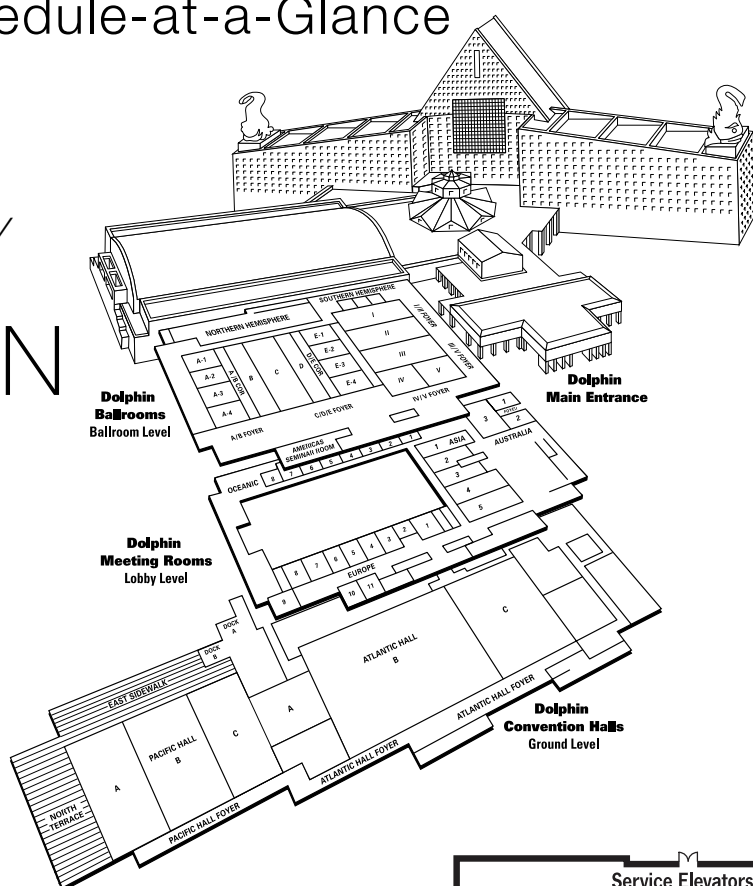 edule-at-a-Glance
N
NORTHERN HEMISPHERE
SOUTHERN HEMISPHERE
I/II FOYER
III/V FOYER
I
II
III
IV
V
A-1
A-2
A-3
A-4
A/B COR
B
C
D
D/E COR
E-1
E-2
E-3
E-4
A/B FOYER
C/D/E FOYER
IV/V FOYER
AMERICAS
SEMINAR ROOM
Dolphin
Ballrooms
Ballroom Level
Dolphin
Main Entrance
OCEANIC
8
7
6
5
4
3
2
1
1
ASIA
2
3
4
5
AUSTRALIA
3
1
2
Dolphin
Meeting Rooms
Lobby Level
EUROPE
9
8
7
6
5
4
3
2
1
10
11
DOCK
A
DOCK
B
EAST SIDEWALK
NORTH
TERRACE
A
PACIFIC HALL
B
C
PACIFIC HALL FOYER
A
ATLANTIC HALL
B
C
ATLANTIC HALL FOYER
ATLANTIC HALL FOYER
Dolphin
Convention Halls
Ground Level
Service Elevators